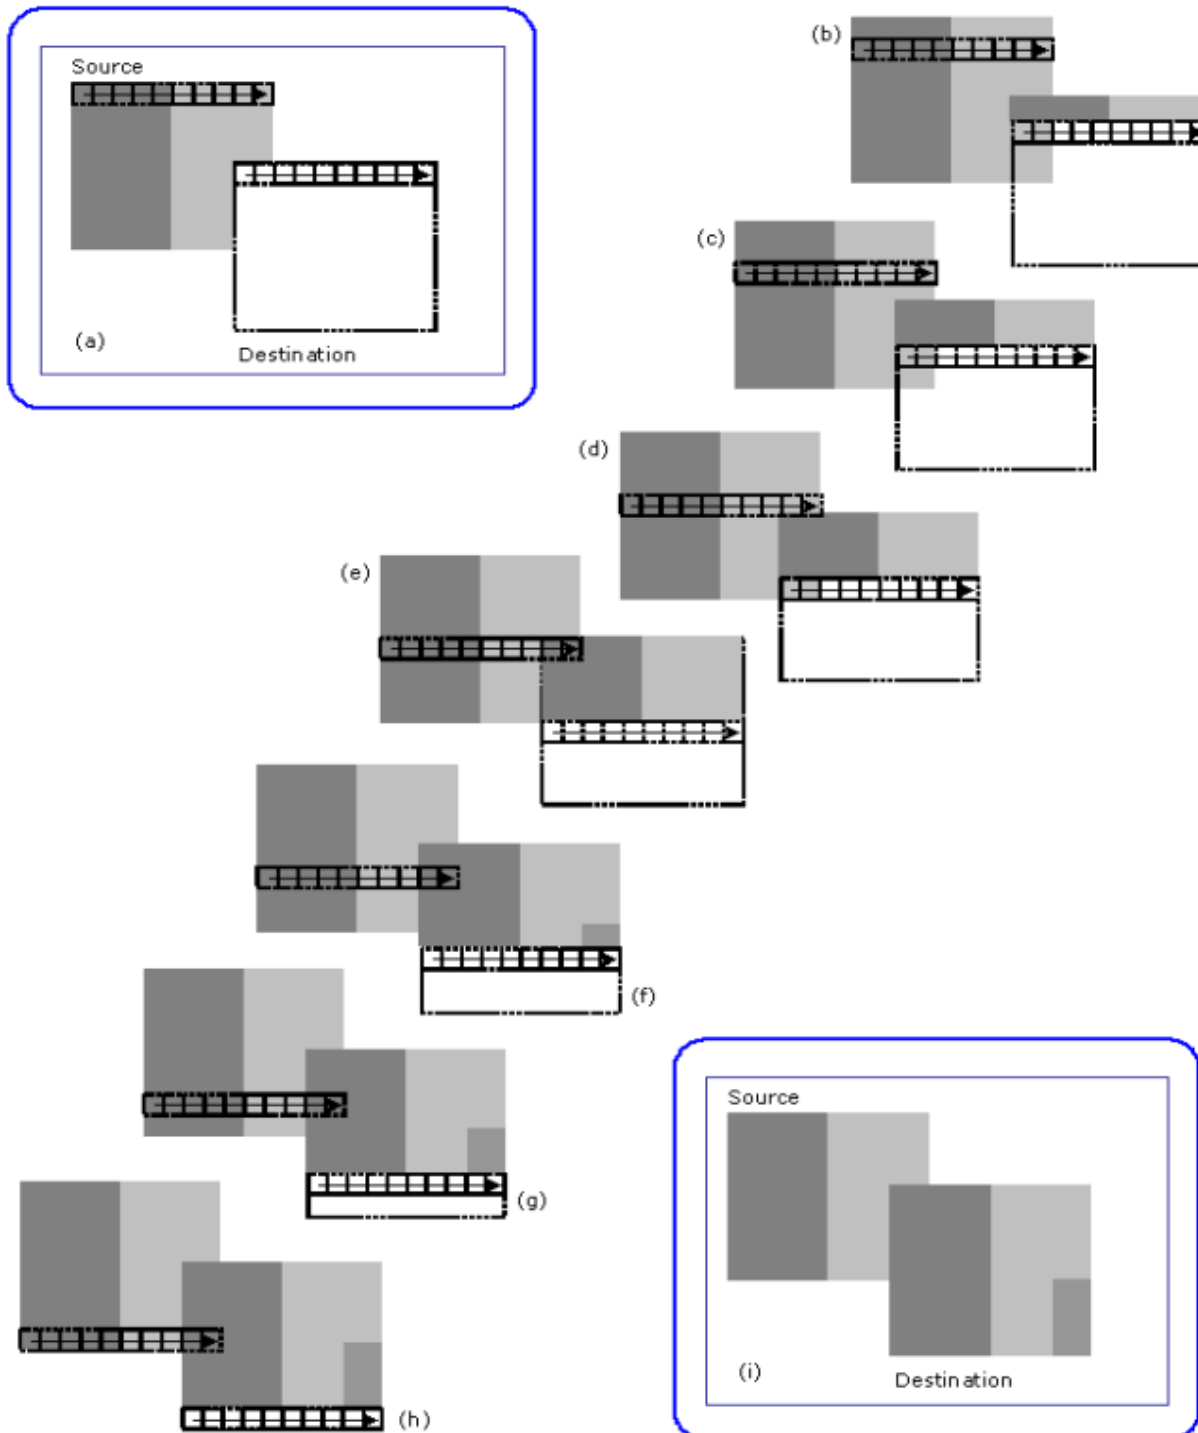 Source
(a)
Destination
(b)
(c)
(d)
(e)
(f)
(g)
(h)
Source
(i)
Destination